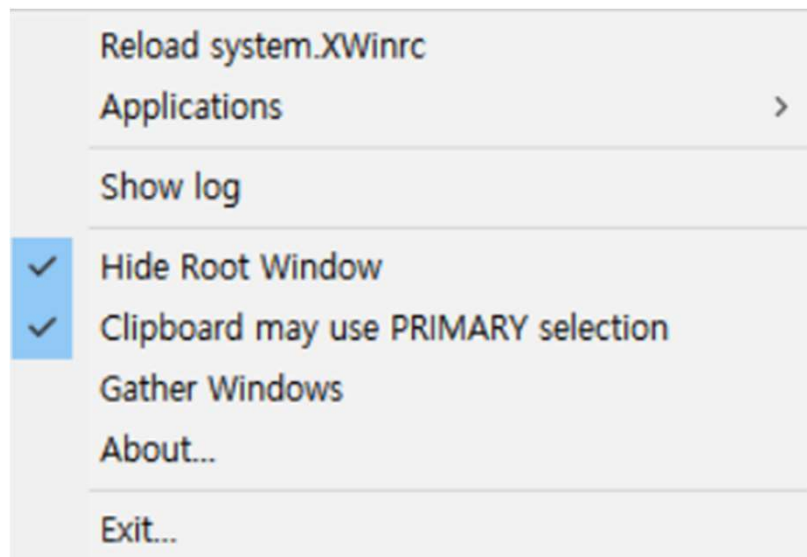 Reload system.XWinrc
Applications
Show log
Hide Root Window
Clipboard may use PRIMARY selection
Gather Windows
About...
Exit...